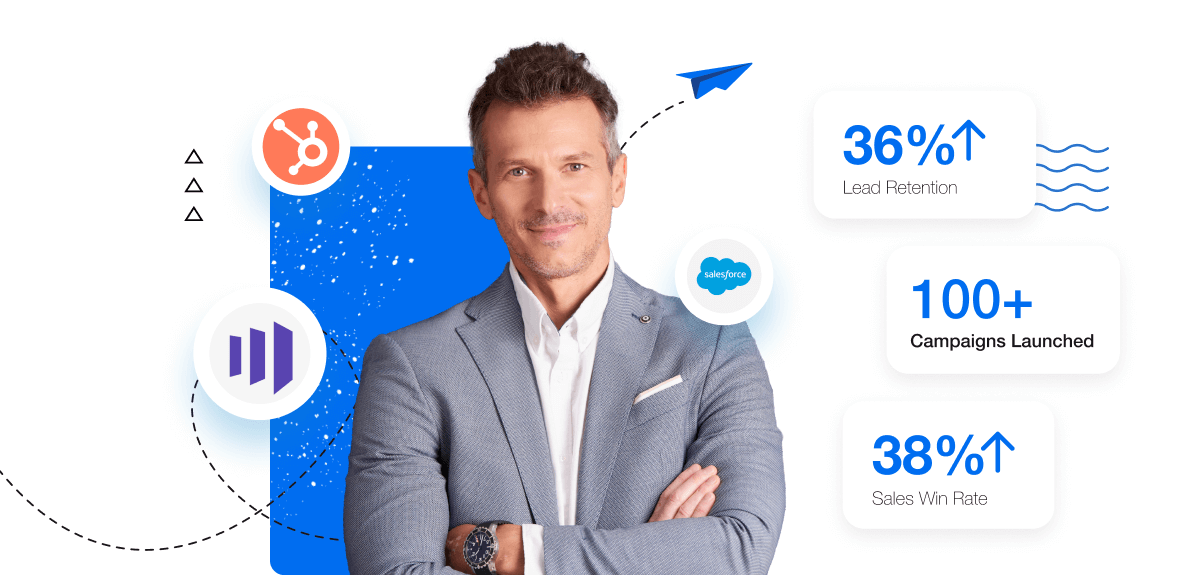 36%↑
Lead Retention
salesforce
100+
Campaigns Launched
38%↑
Sales Win Rate